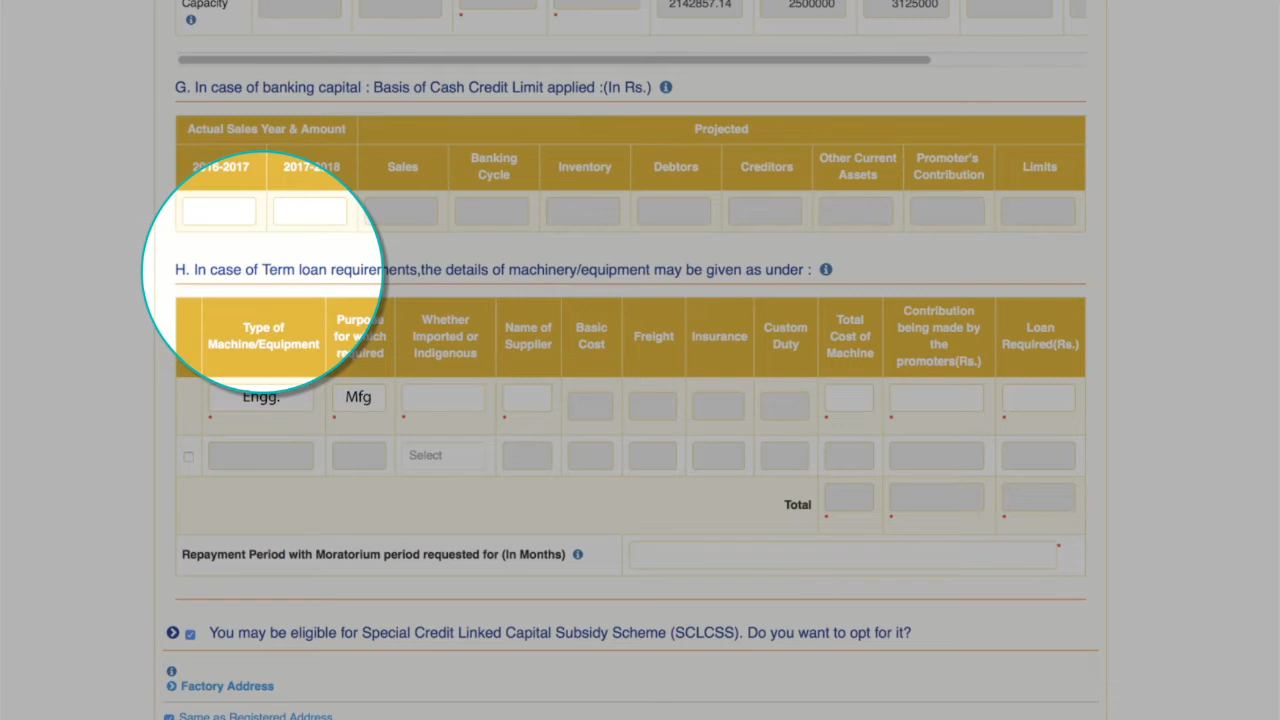 Capacity
2142857.14 2500000 3125000
G. In case of banking capital : Basis of Cash Credit Limit applied :(In Rs.)
Actual Sales Year & Amount Projected
2016-2017 2017-2018 Sales Banking Cycle Inventory Debtors Creditors Other Current Assets Promoter's Contribution Limits
H. In case of Term loan requirements,the details of machinery/equipment may be given as under :
Type of Machine/Equipment Purpose for which required Whether Imported or Indigenous Name of Supplier Basic Cost Freight Insurance Custom Duty Total Cost of Machine Contribution being made by the promoters(Rs.) Loan Required(Rs.)
Engg. Mfg
Select
Total
Repayment Period with Moratorium period requested for (In Months)
You may be eligible for Special Credit Linked Capital Subsidy Scheme (SCLCSS). Do you want to opt for it?
Factory Address
Same as Registered Address